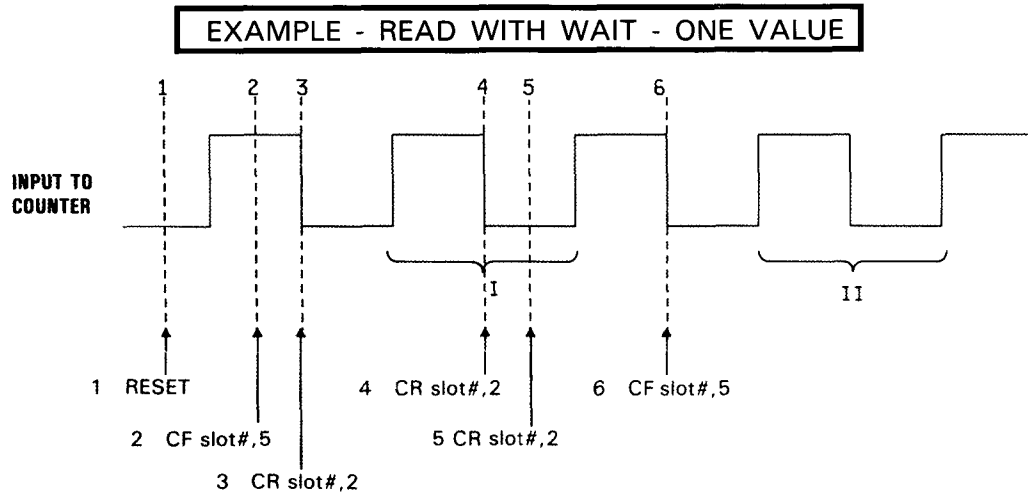 EXAMPLE - READ WITH WAIT - ONE VALUE
1 2 3 4 5 6
INPUT TO
COUNTER
I
II
1 RESET
4 CR slot#,2
6 CF slot#,5
2 CF slot#,5
5 CR slot#,2
3 CR slot#,2